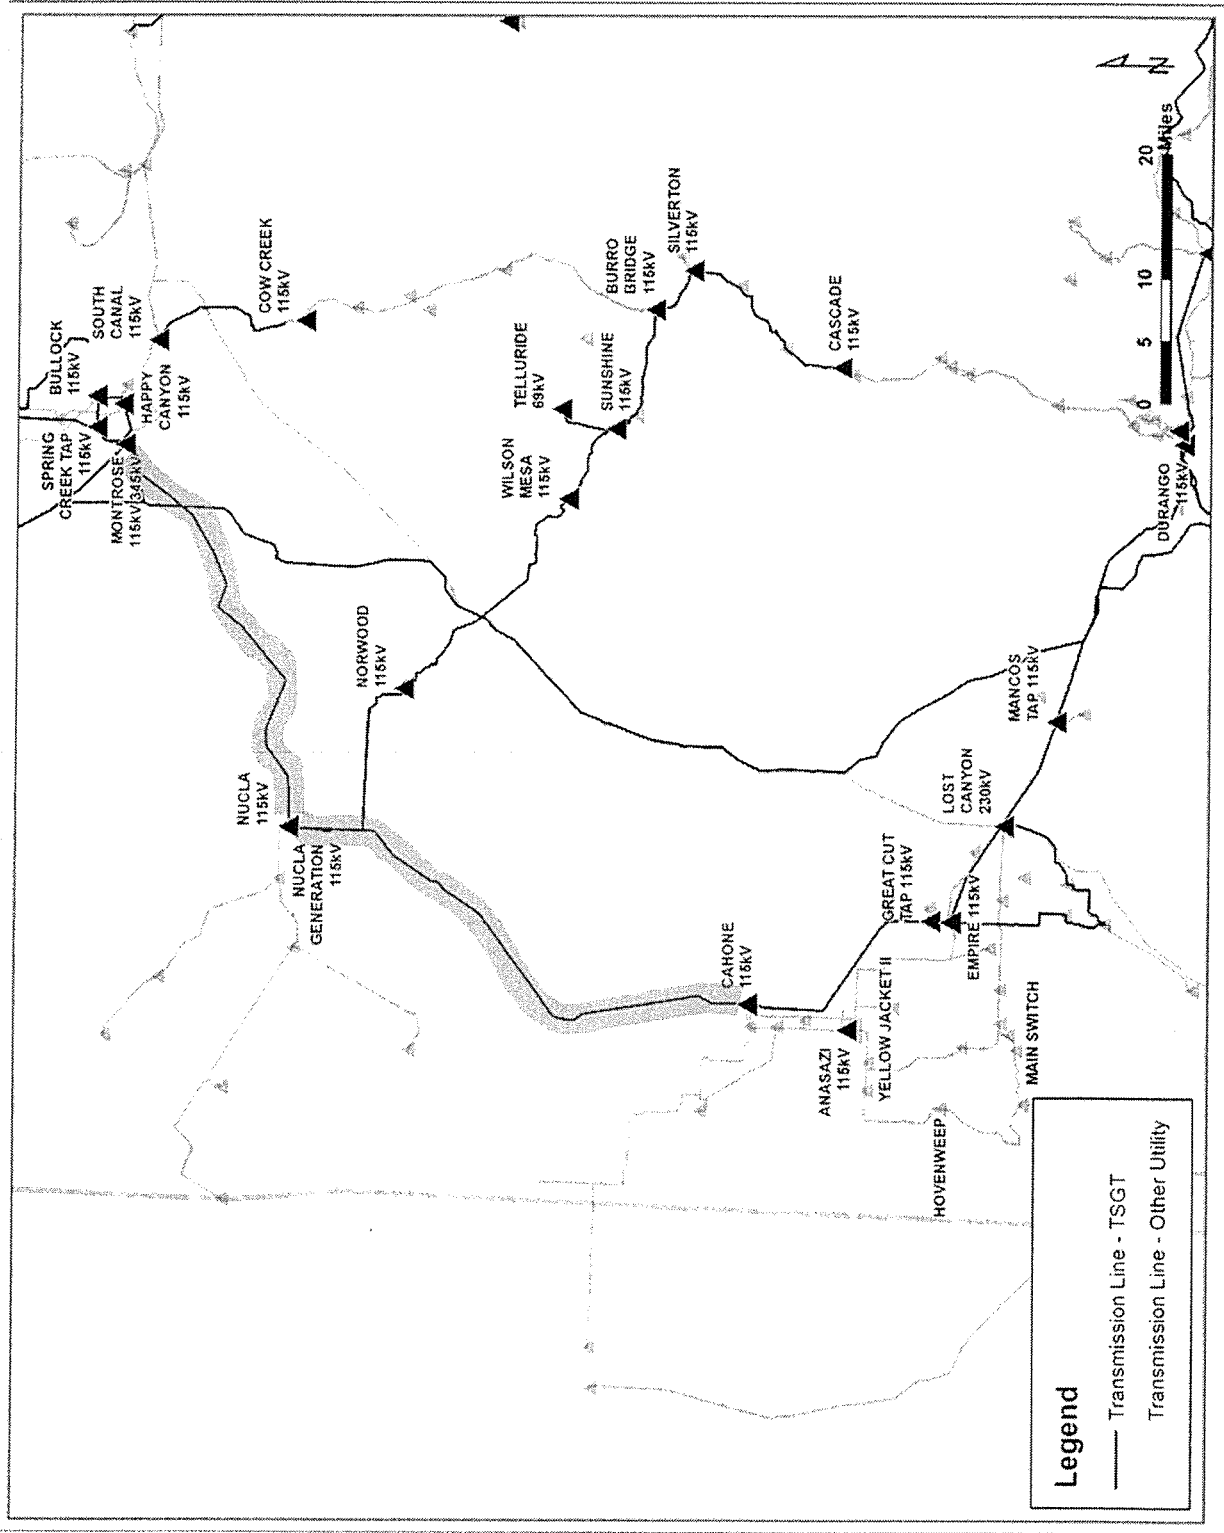 SPRING
CREEK TAP
115kV
BULLOCK
115kV
SOUTH
CANAL
115kV
MONTROSE
115kV/345kV
HAPPY
CANYON
115kV
COW CREEK
115kV
NUCLA
115kV
NUCLA
GENERATION
115kV
NORWOOD
115kV
WILSON
MESA
115kV
TELLURIDE
69kV
SUNSHINE
115kV
BURRO
BRIDGE
115kV
SILVERTON
115kV
CAHONE
115kV
ANASAZI
115kV
CASCADE
115kV
GREAT CUT
TAP 115kV
YELLOW JACKET II
LOST
CANYON
230kV
EMPIRE 115kV
HOVENWEEP
MAIN SWITCH
MANCOS
TAP 115kV
DURANGO
115kV
N
0 5 10 20
Miles
Legend
Transmission Line - TSGT
Transmission Line - Other Utility